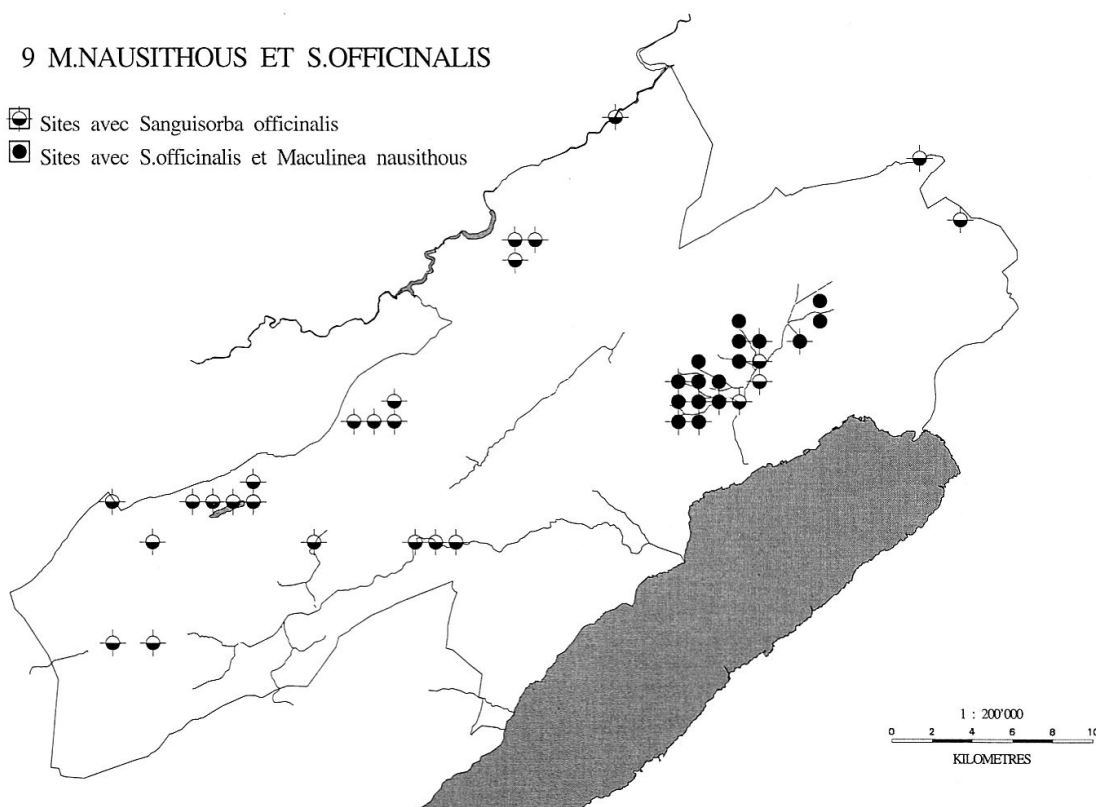 9 M.NAUSITHOUS ET S.OFFICINALIS
Sites avec Sanguisorba officinalis
Sites avec S.officinalis et Maculinea nausithous
1 : 200'000
0 2 4 6 8 10
KILOMETRES